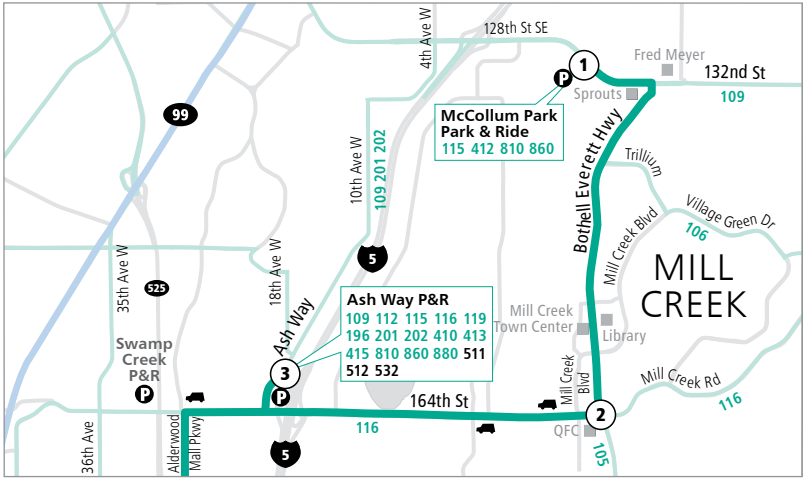 4th Ave W
128th St SE
1
Fred Meyer
132nd St
109
P
Sprouts
99
McCollum Park
Park & Ride
115 412 810 860
10th Ave W
109 201 202
Bothell Everett Hwy
Trillium
Village Green Dr
106
Mill Creek Blvd
MILL
CREEK
5
35th Ave W
525
18th Ave W
Ash Way
Ash Way P&R
109 112 115 116 119
196 201 202 410 413
415 810 860 880 511
512 532
Mill Creek
Town Center
Library
Swamp
Creek
P&R
P
3
P
Mill Creek
Blvd
Mill Creek Rd
116
164th St
116
2
QFC
105
36th Ave
Alderwood
Mall Pkwy
5